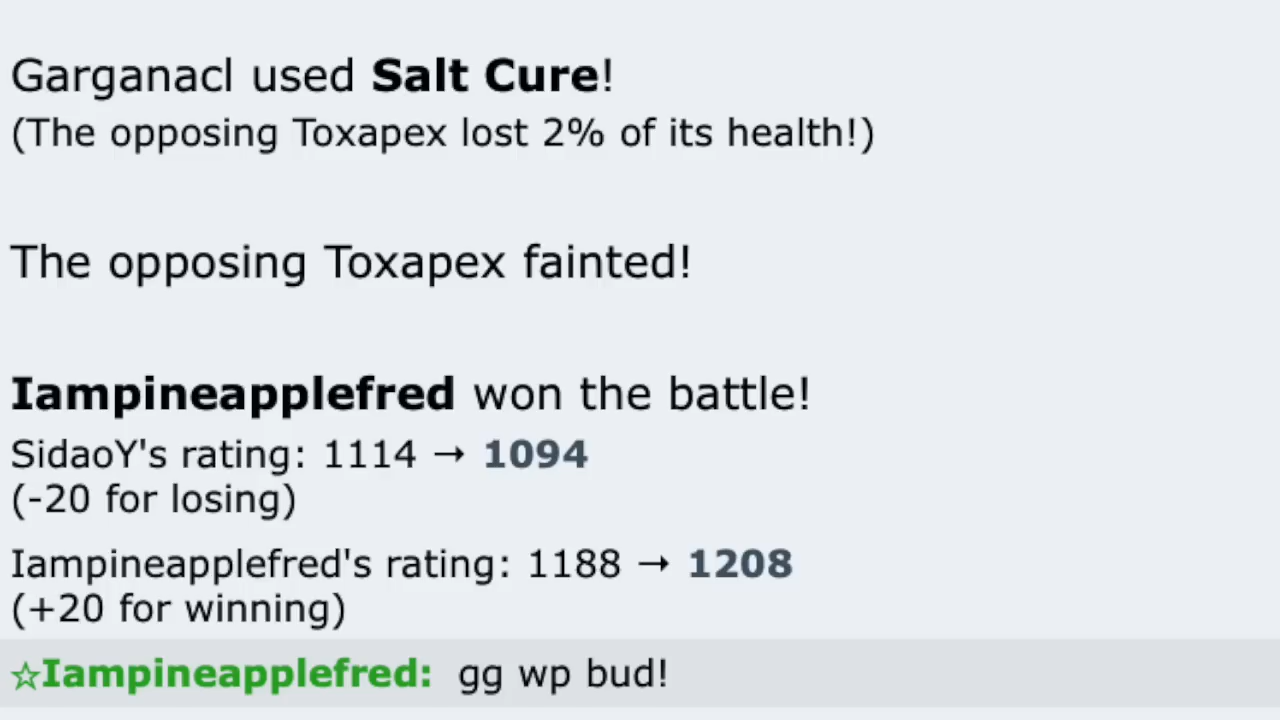 Garganacl used Salt Cure!
(The opposing Toxapex lost 2% of its health!)
The opposing Toxapex fainted!
Iampineapplefred won the battle!
SidaoY's rating: 1114 → 1094
(-20 for losing)
Iampineapplefred's rating: 1188 → 1208
(+20 for winning)
☆Iampineapplefred: gg wp bud!